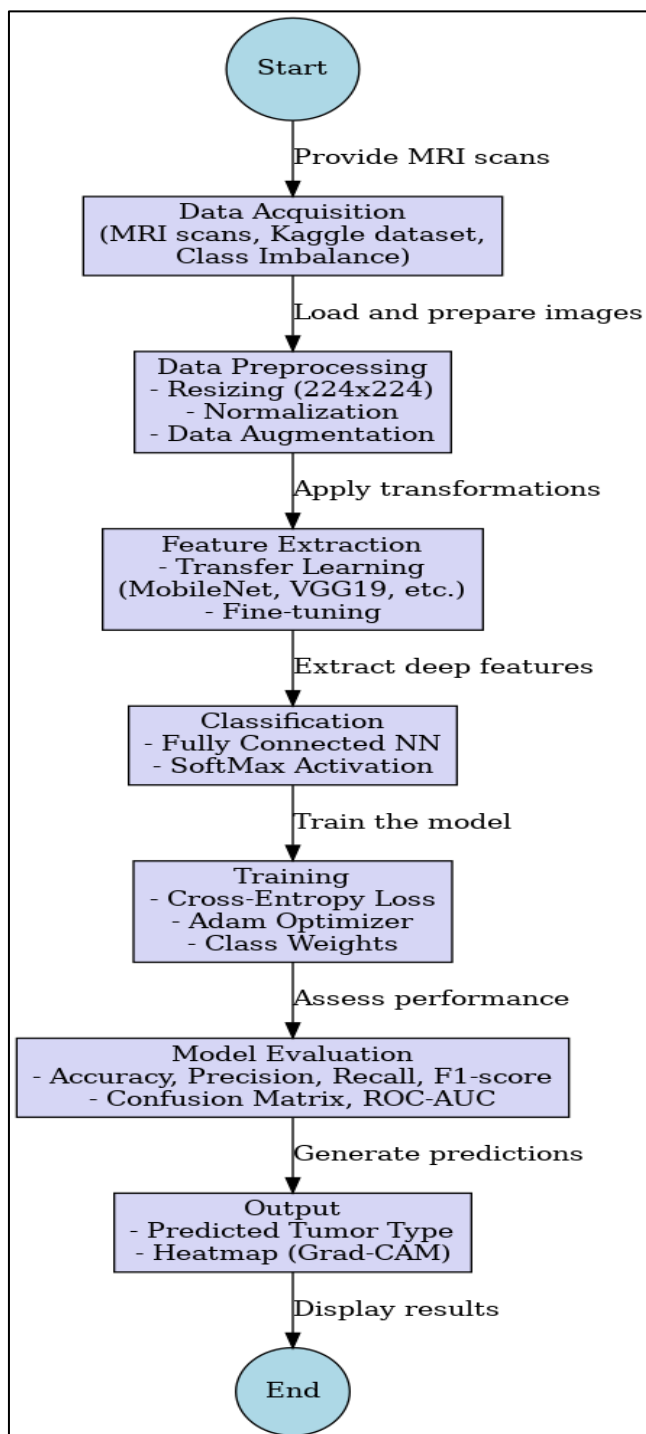 Start
Provide MRI scans
Data Acquisition
(MRI scans, Kaggle dataset,
Class Imbalance)
Load and prepare images
Data Preprocessing
- Resizing (224x224)
- Normalization
- Data Augmentation
Apply transformations
Feature Extraction
- Transfer Learning
(MobileNet, VGG19, etc.)
- Fine-tuning
Extract deep features
Classification
- Fully Connected NN
- SoftMax Activation
Train the model
Training
- Cross-Entropy Loss
- Adam Optimizer
- Class Weights
Assess performance
Model Evaluation
- Accuracy, Precision, Recall, F1-score
- Confusion Matrix, ROC-AUC
Generate predictions
Output
- Predicted Tumor Type
- Heatmap (Grad-CAM)
Display results
End